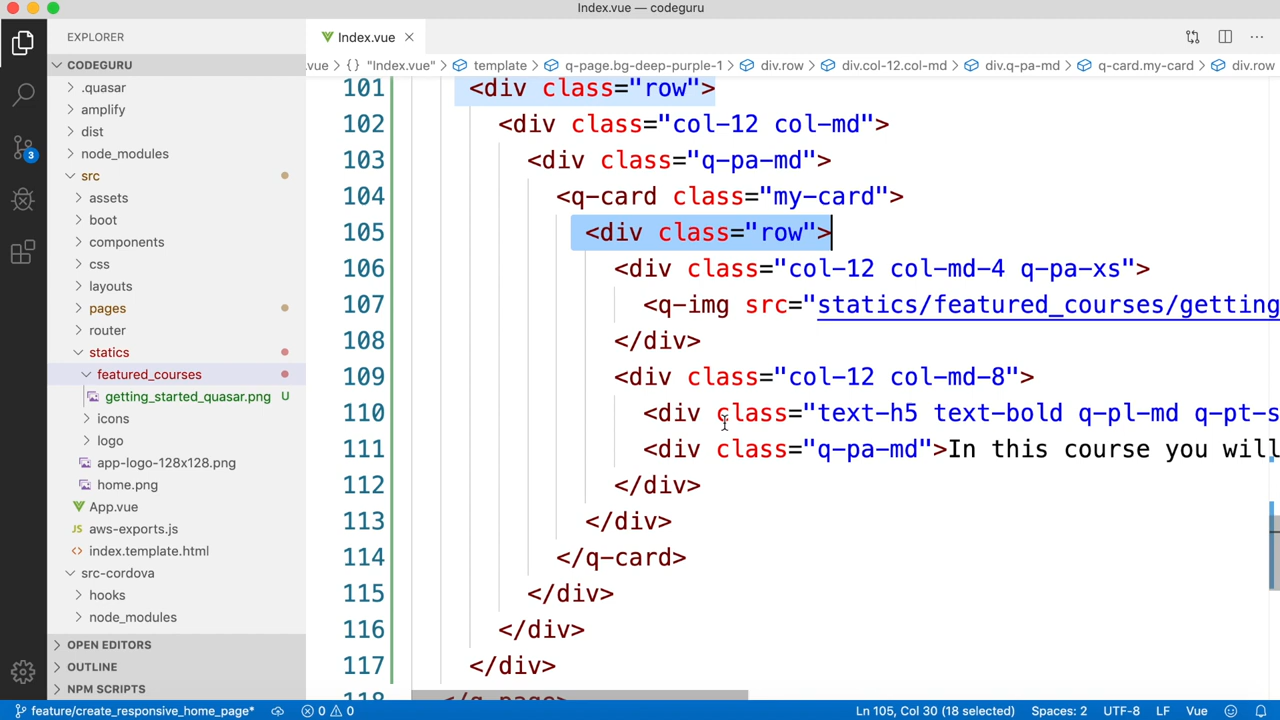 Index.vue — codeguru
EXPLORER
Index.vue
CODEGURU
.vue > {} "Index.vue" > template > q-page.bg-deep-purple-1 > div.row > div.col-12.col-md > div.q-pa-md > q-card.my-card > div.row
.quasar
amplify
dist
node_modules
src
assets
boot
components
css
layouts
pages
router
statics
featured_courses
getting_started_quasar.png U
icons
logo
app-logo-128x128.png
home.png
App.vue
JS aws-exports.js
<> index.template.html
src-cordova
hooks
node_modules
OPEN EDITORS
OUTLINE
NPM SCRIPTS
3
101 <div class="row">
102 <div class="col-12 col-md">
103 <div class="q-pa-md">
104 <q-card class="my-card">
105 <div class="row">
106 <div class="col-12 col-md-4 q-pa-xs">
107 <q-img src="statics/featured_courses/getting
108 </div>
109 <div class="col-12 col-md-8">
110 <div class="text-h5 text-bold q-pl-md q-pt-s
111 <div class="q-pa-md">In this course you will
112 </div>
113 </div>
114 </q-card>
115 </div>
116 </div>
117 </div>
118 </q-page>
feature/create_responsive_home_page* 0 0 Ln 105, Col 30 (18 selected) Spaces: 2 UTF-8 LF Vue